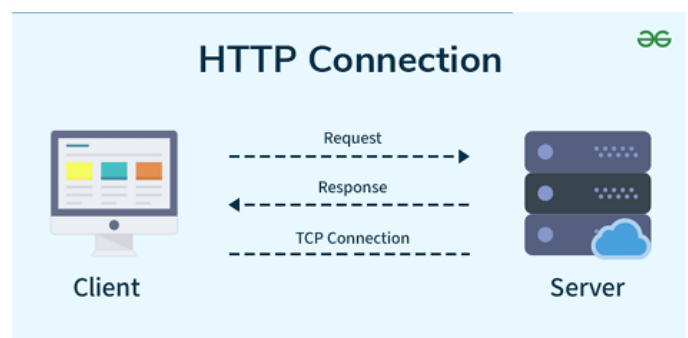 HTTP Connection
Request
Response
TCP Connection
Client
Server